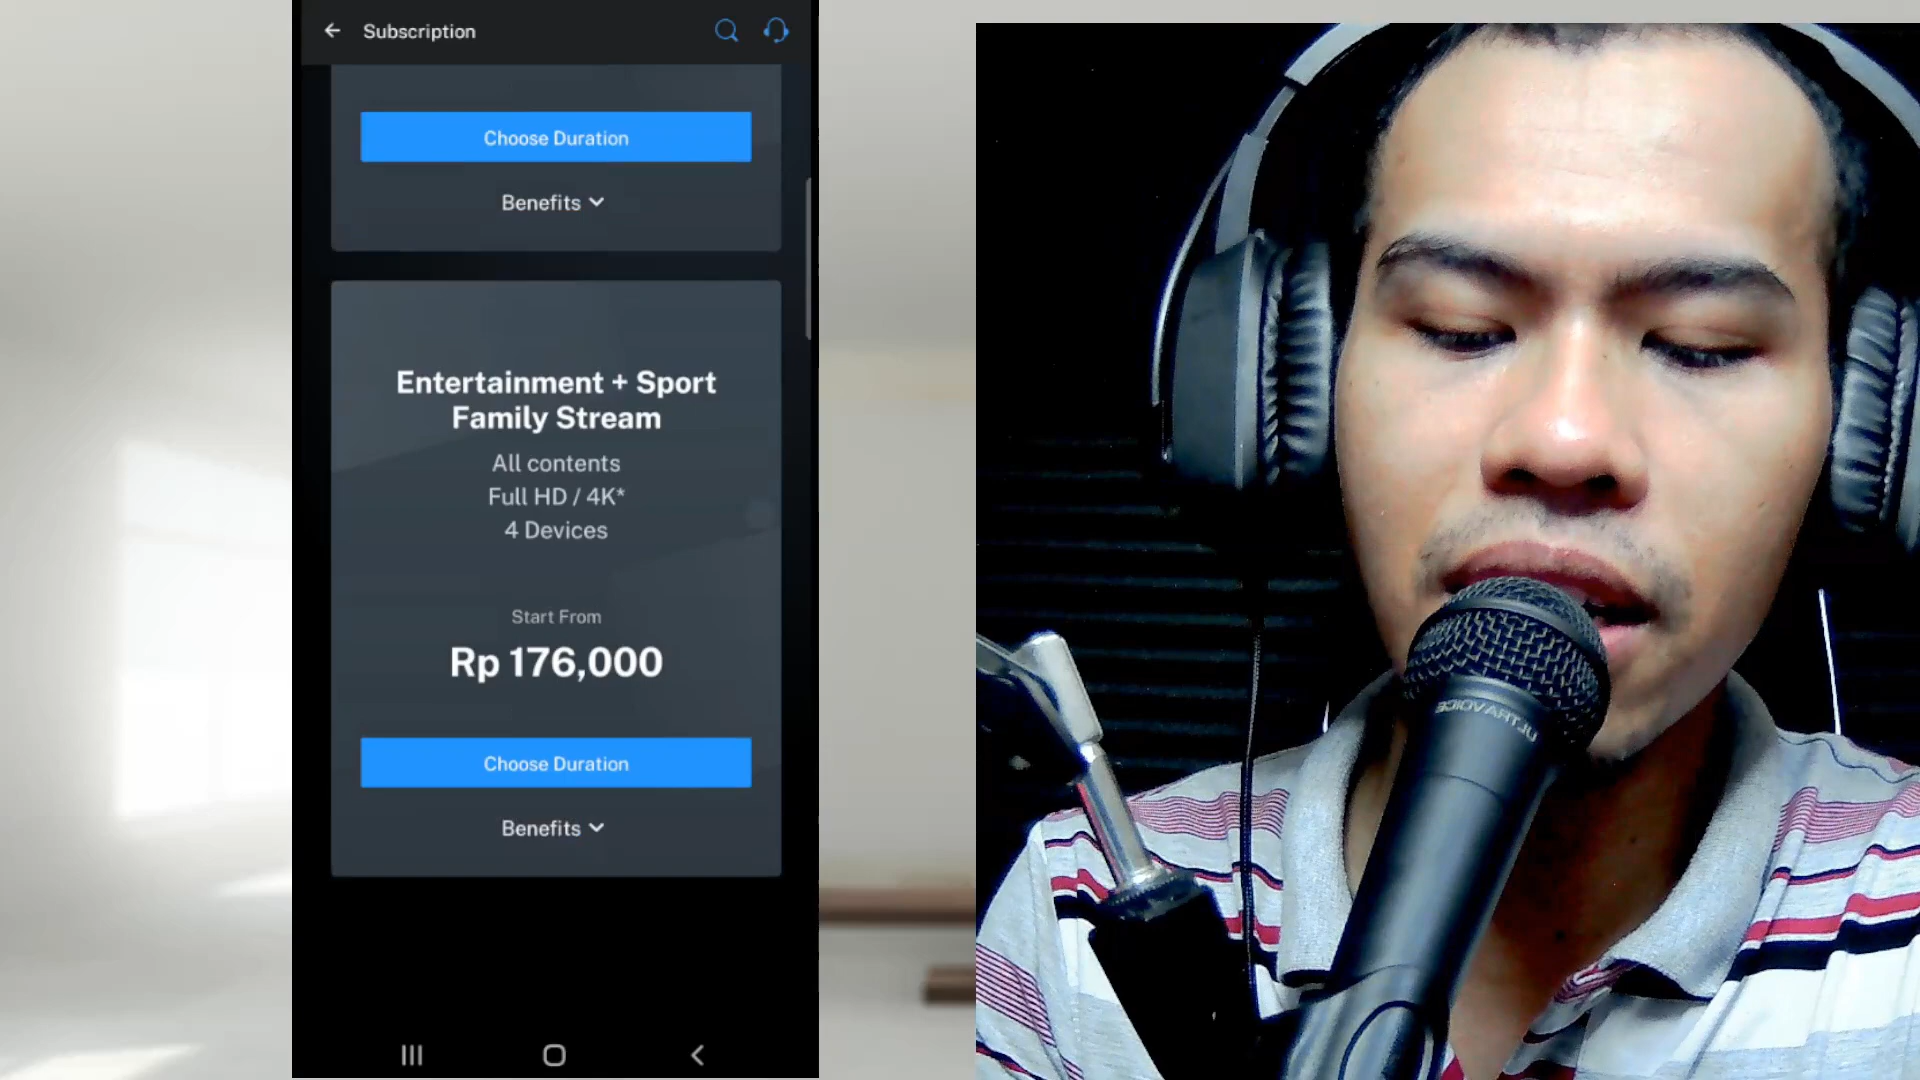 Subscription
Choose Duration
Benefits
Entertainment + Sport
Family Stream
All contents
Full HD / 4K*
4 Devices
Start From
Rp 176,000
Choose Duration
Benefits
ULTRAVOICE